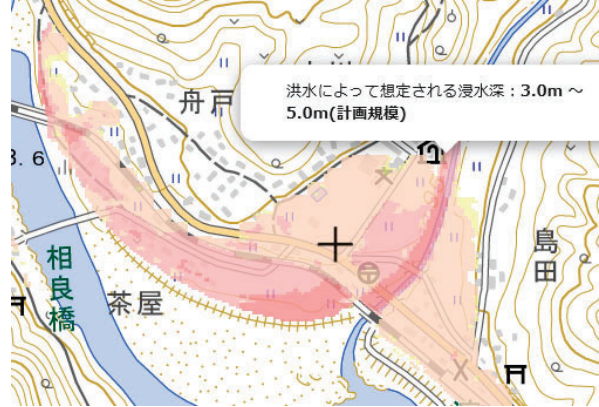 洪水によって想定される浸水深：3.0m ～
5.0m(計画規模)
舟戸
3. 6
相良橋
茶屋
島田